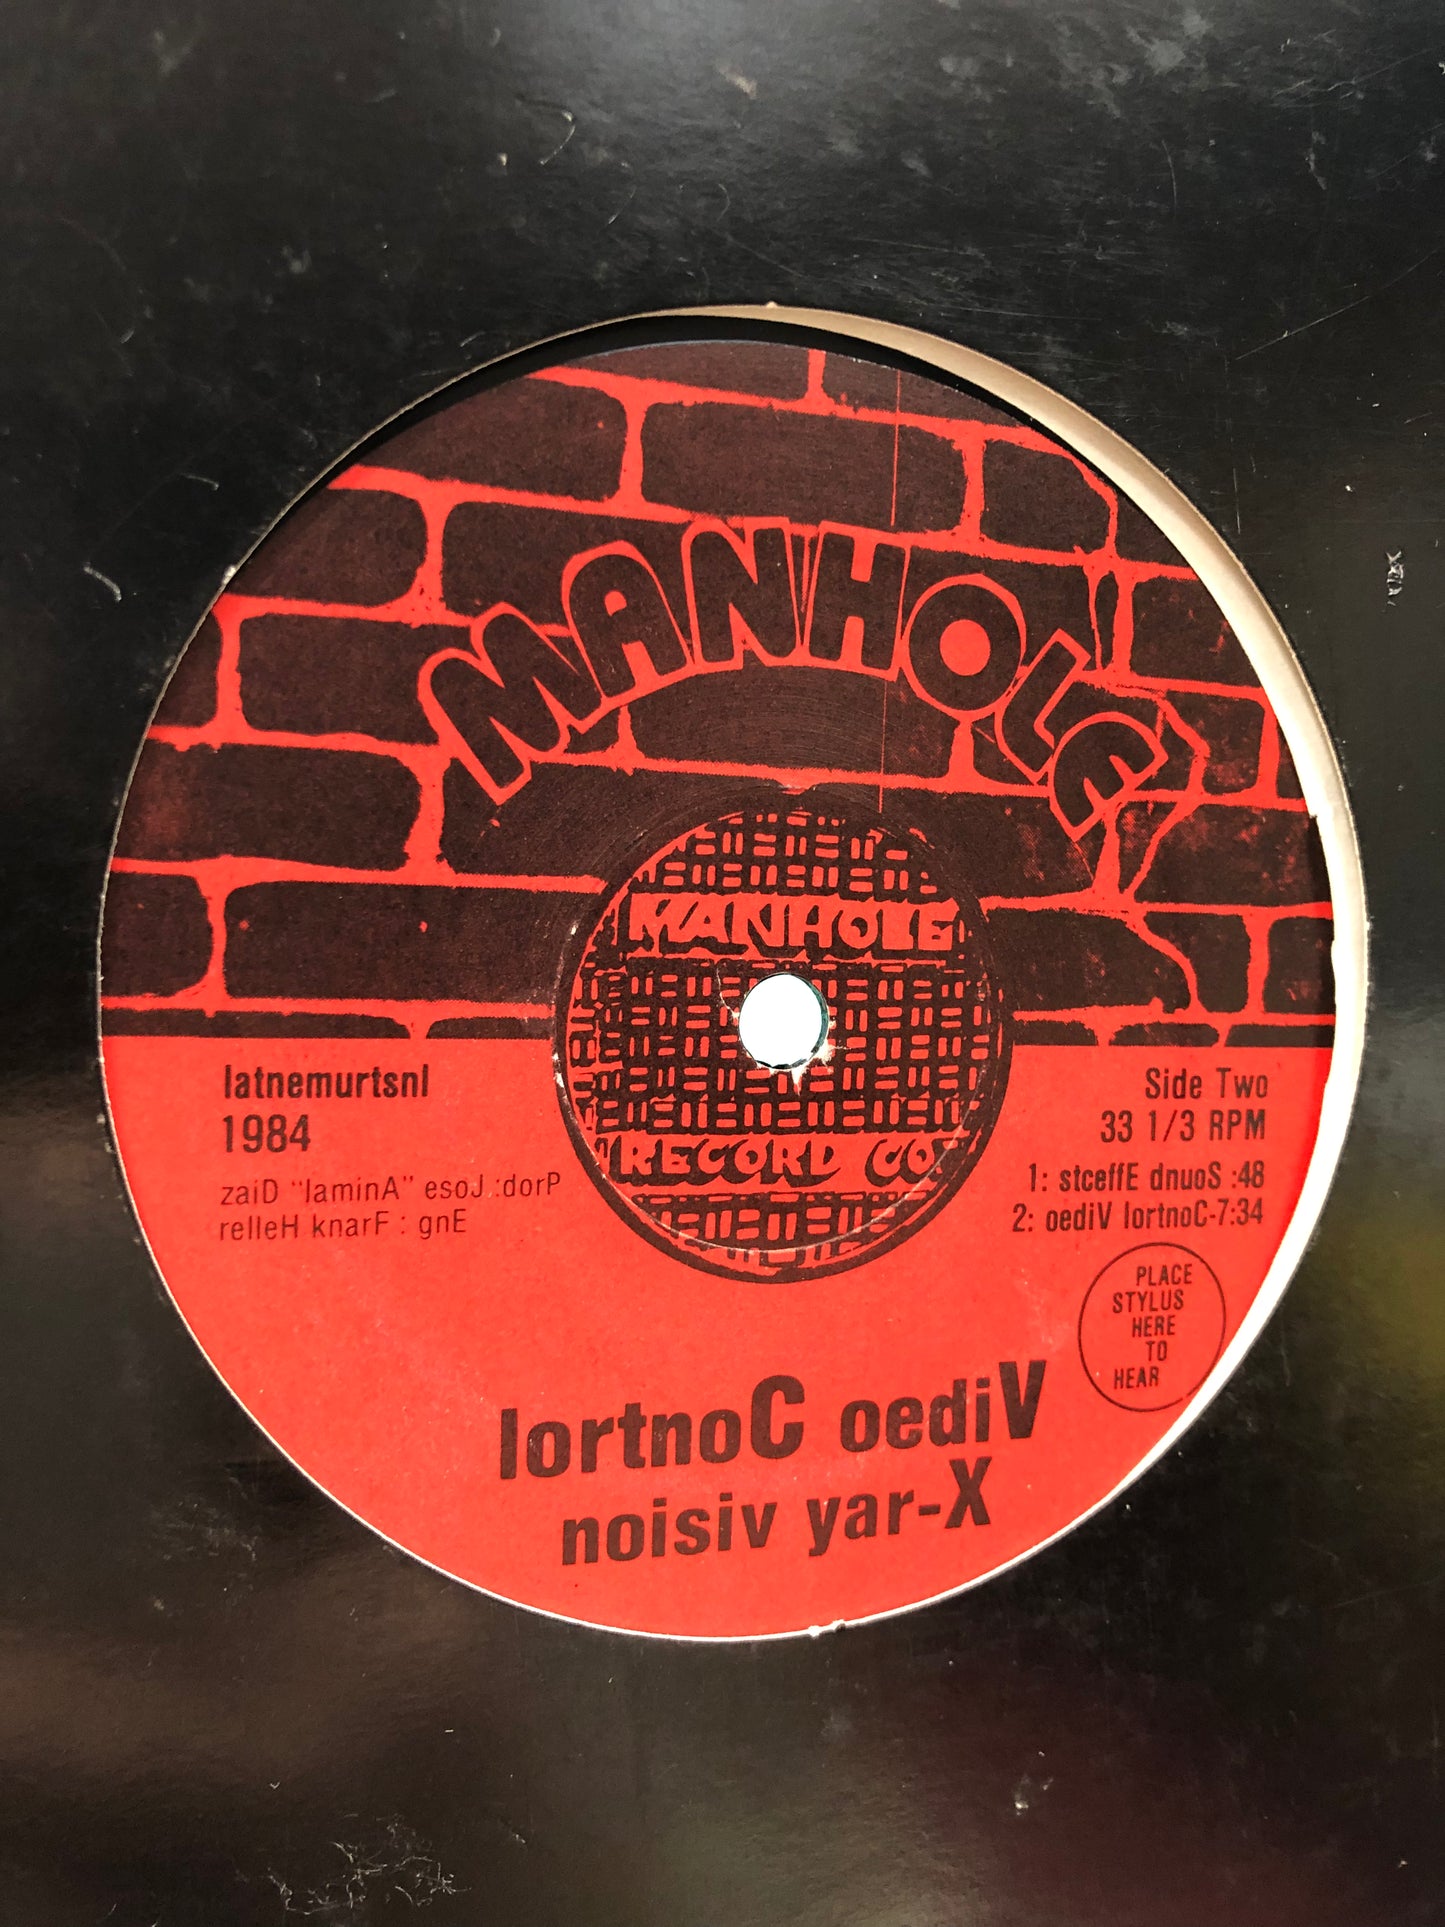 MANHOLE
MANHOLE
RECORD CO.
latnemurtsnI
1984
zaiD "laminA" esoJ :dorP
relleH knarF : gnE
Side Two
33 1/3 RPM
1: stceffE dnuoS :48
2: oediV lortnoC-7:34
PLACE
STYLUS
HERE
TO
HEAR
lortnoC oediV
noisiv yar-X